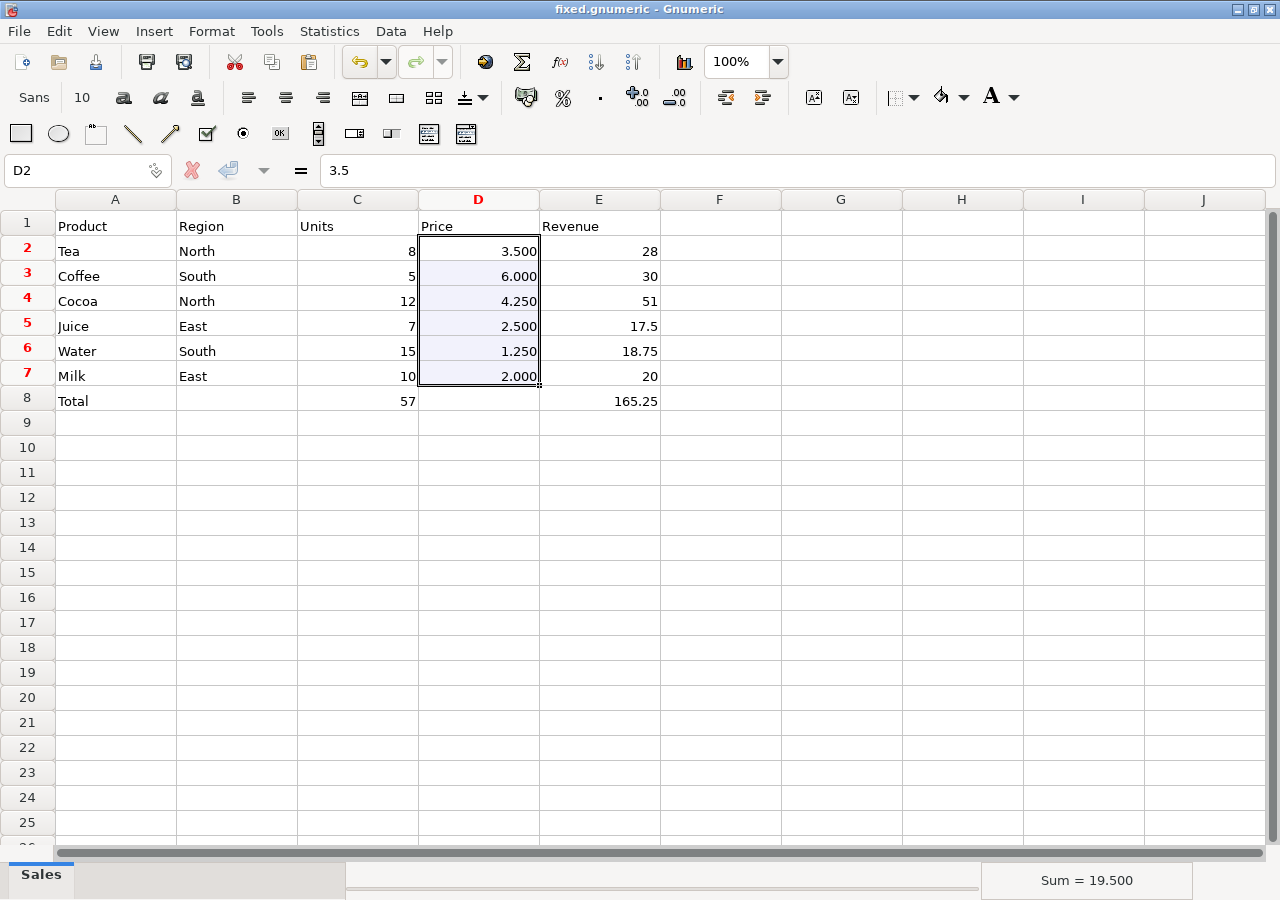 fixed.gnumeric - Gnumeric
File Edit View Insert Format Tools Statistics Data Help
f(x) 100%
Sans 10 a a a % +.00 .00 A A A
OK
D2 = 3.5
A B C D E F G H I J
1 Product Region Units Price Revenue
2 Tea North 8 3.500 28
3 Coffee South 5 6.000 30
4 Cocoa North 12 4.250 51
5 Juice East 7 2.500 17.5
6 Water South 15 1.250 18.75
7 Milk East 10 2.000 20
8 Total 57 165.25
9
10
11
12
13
14
15
16
17
18
19
20
21
22
23
24
25
26
Sales Sum = 19.500